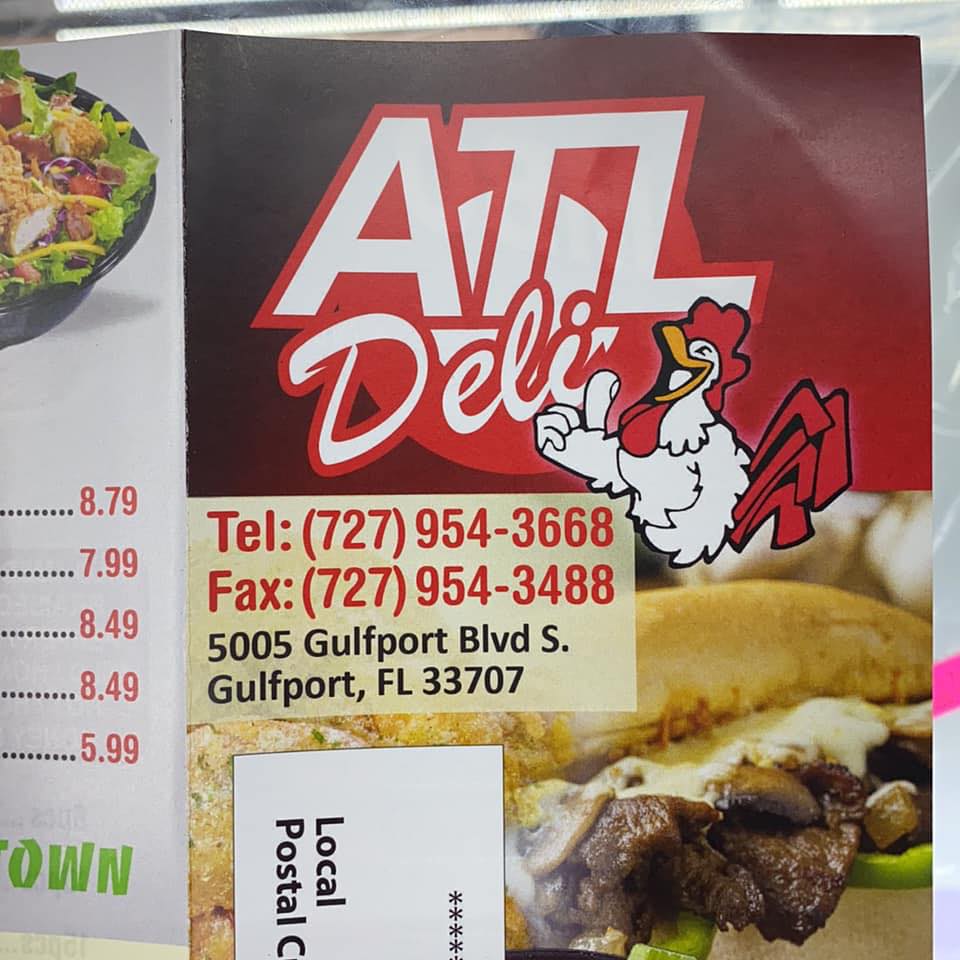 ATL
Deli
Tel: (727) 954-3668
Fax: (727) 954-3488
5005 Gulfport Blvd S.
Gulfport, FL 33707
Local
Postal
******
8.79
7.99
8.49
8.49
5.99